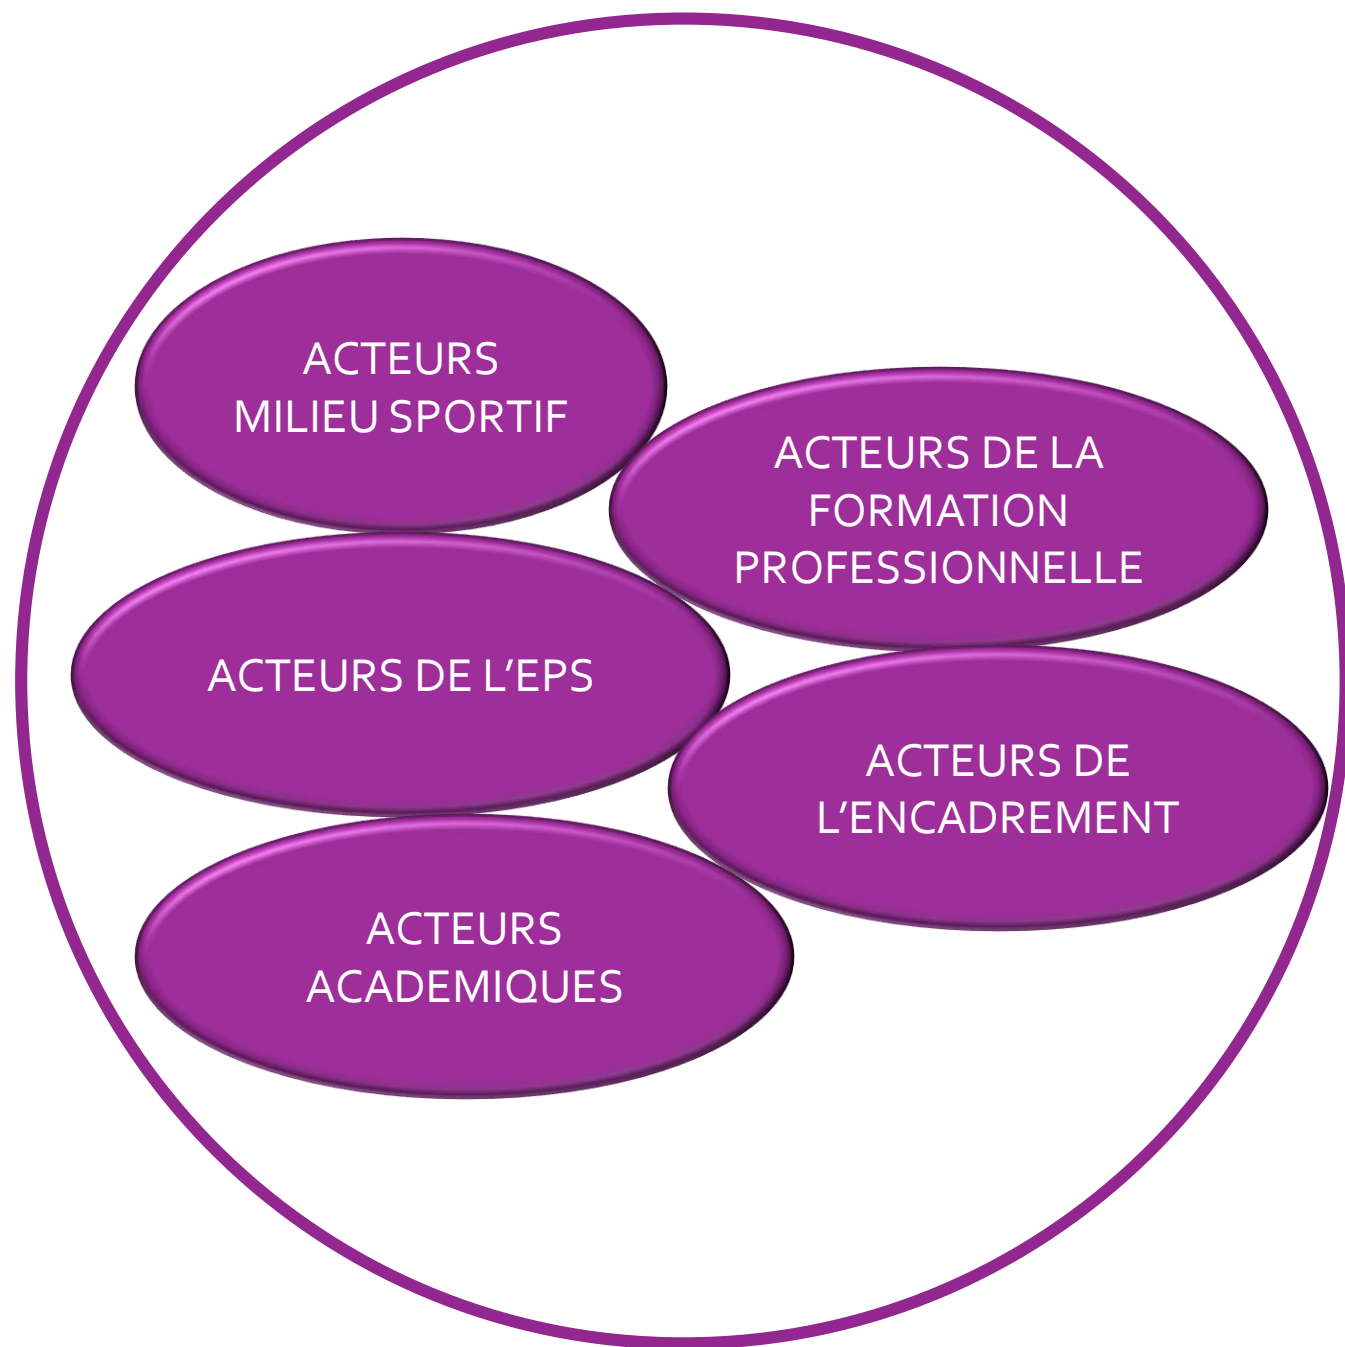 ACTEURS
MILIEU SPORTIF
ACTEURS DE LA
FORMATION
PROFESSIONNELLE
ACTEURS DE L’EPS
ACTEURS DE
L’ENCADREMENT
ACTEURS
ACADEMIQUES